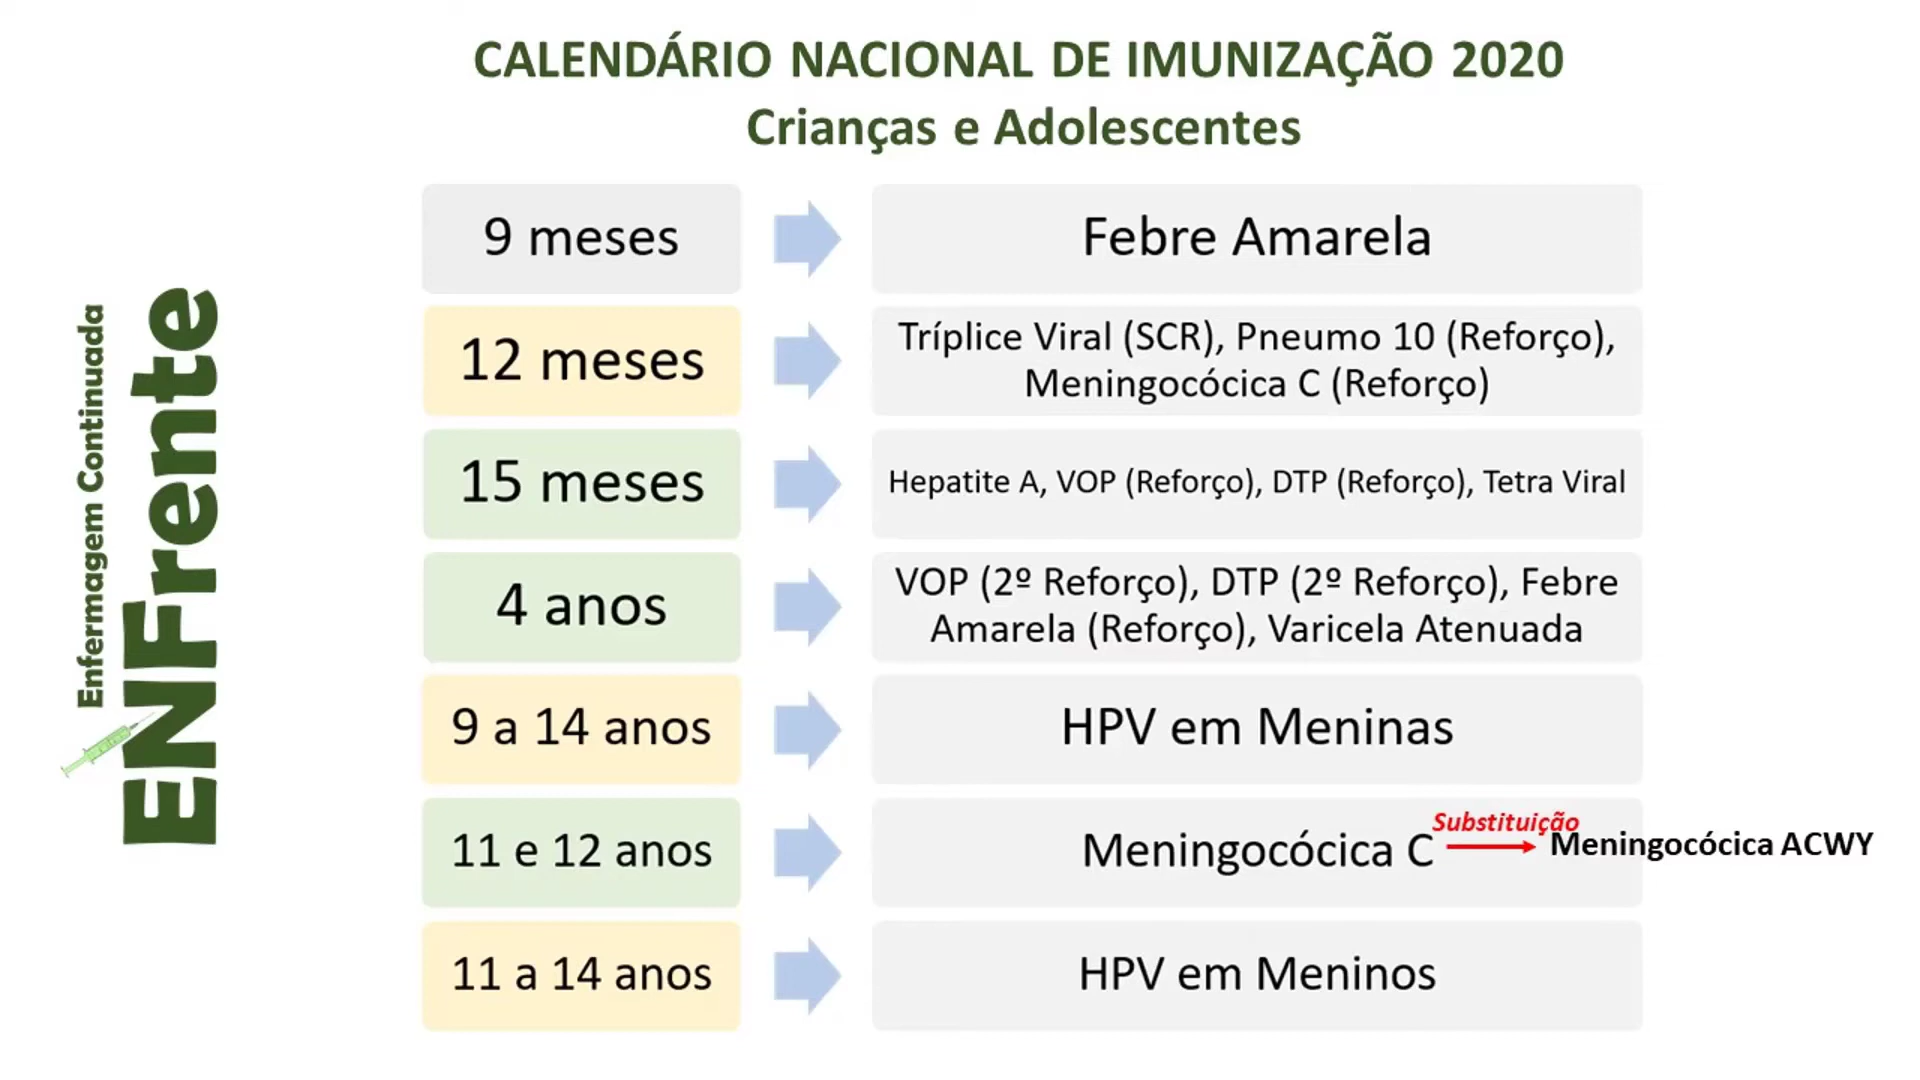 CALENDÁRIO NACIONAL DE IMUNIZAÇÃO 2020
Crianças e Adolescentes
Enfermagem Continuada
ENFrente
9 meses
Febre Amarela
12 meses
Tríplice Viral (SCR), Pneumo 10 (Reforço),
Meningocócica C (Reforço)
15 meses
Hepatite A, VOP (Reforço), DTP (Reforço), Tetra Viral
4 anos
VOP (2º Reforço), DTP (2º Reforço), Febre
Amarela (Reforço), Varicela Atenuada
9 a 14 anos
HPV em Meninas
11 e 12 anos
Meningocócica C
Substituição
Meningocócica ACWY
11 a 14 anos
HPV em Meninos